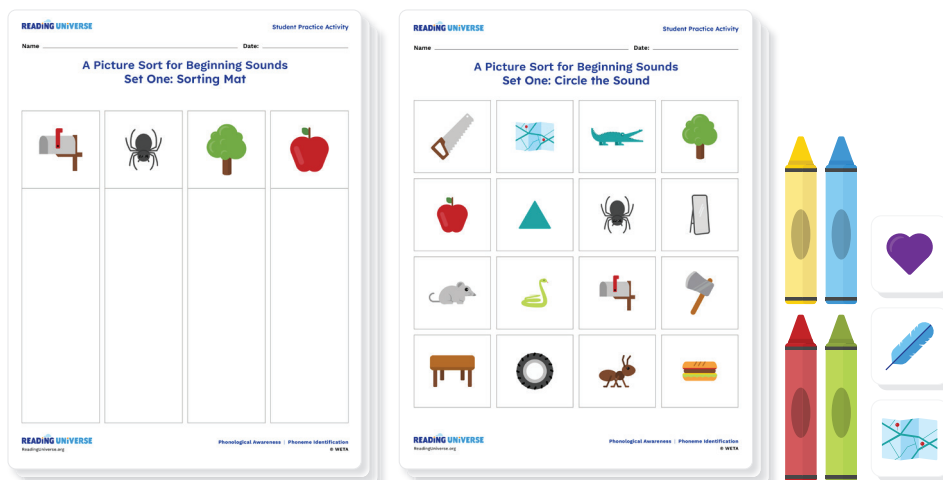 READiNG UNiVERSE
Student Practice Activity
Name
Date:
A Picture Sort for Beginning Sounds
Set One: Sorting Mat
READiNG UNiVERSE
ReadingUniverse.org
Phonological Awareness | Phoneme Identification
© WETA
READiNG UNiVERSE
Student Practice Activity
Name
Date:
A Picture Sort for Beginning Sounds
Set One: Circle the Sound
READiNG UNiVERSE
ReadingUniverse.org
Phonological Awareness | Phoneme Identification
© WETA